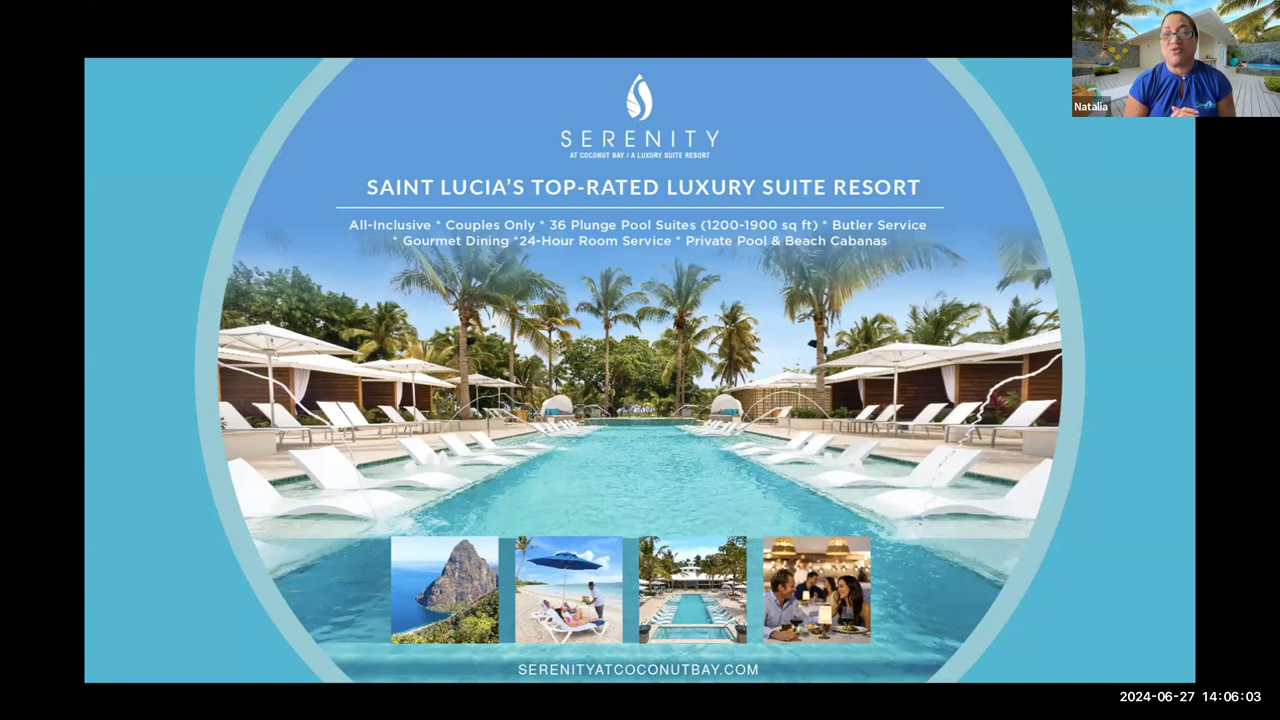 Natalia
SERENITY
AT COCONUT BAY / A LUXURY SUITE RESORT
SAINT LUCIA'S TOP-RATED LUXURY SUITE RESORT
All-Inclusive * Couples Only * 36 Plunge Pool Suites (1200-1900 sq ft) * Butler Service
* Gourmet Dining *24-Hour Room Service * Private Pool & Beach Cabanas
SERENITYATCOCONUTBAY.COM
2024-06-27 14:06:03